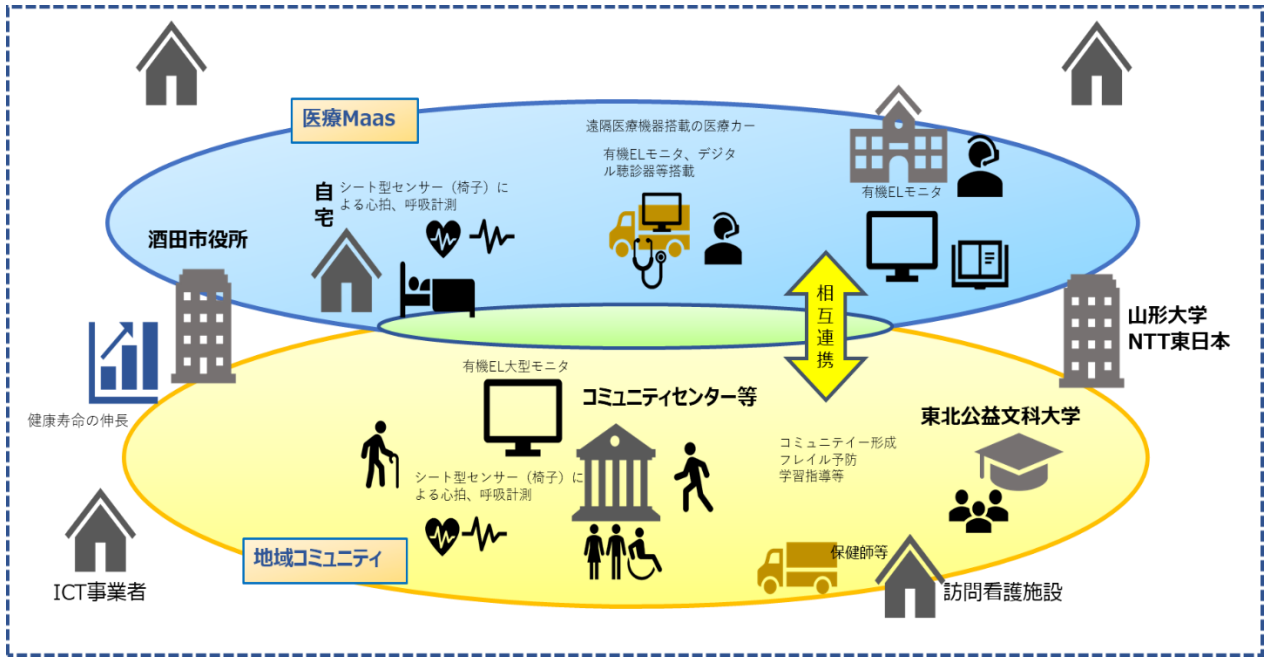 医療Maas
遠隔医療機器搭載の医療カー
有機ELモニタ、デジタ
ル聴診器等搭載
有機ELモニタ
自宅
シート型センサー（椅子）に
よる心拍、呼吸計測
酒田市役所
相互連携
山形大学
NTT東日本
健康寿命の伸長
有機EL大型モニタ
コミュニティセンター等
東北公益文科大学
コミュニテイー形成
フレイル予防
学習指導等
シート型センサー（椅子）に
よる心拍、呼吸計測
地域コミュニティ
保健師等
ICT事業者
訪問看護施設